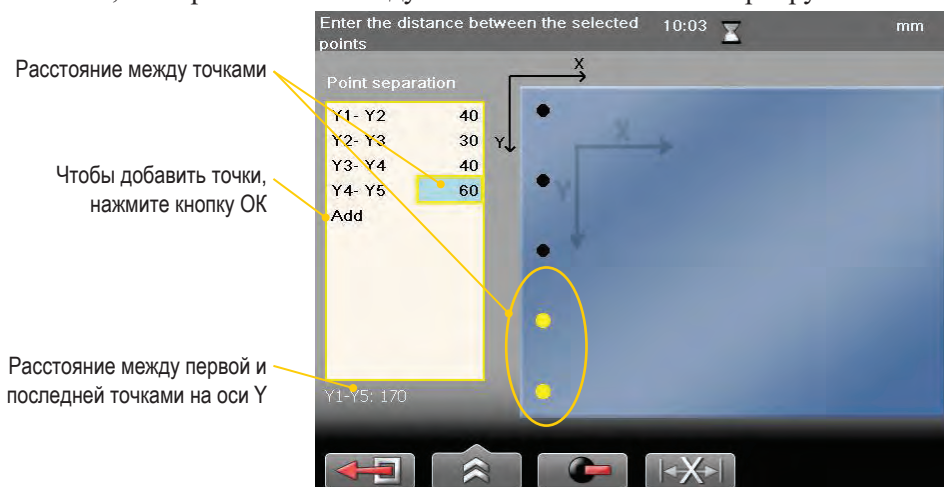 Enter the distance between the selected
points
10:03
mm
Расстояние между точками
Point separation
X
Y
Y1- Y2 40
Y2- Y3 30
Y3- Y4 40
Y4- Y5 60
Add
X
Y
Чтобы добавить точки,
нажмите кнопку ОК
Расстояние между первой и
последней точками на оси Y
Y1-Y5: 170
X